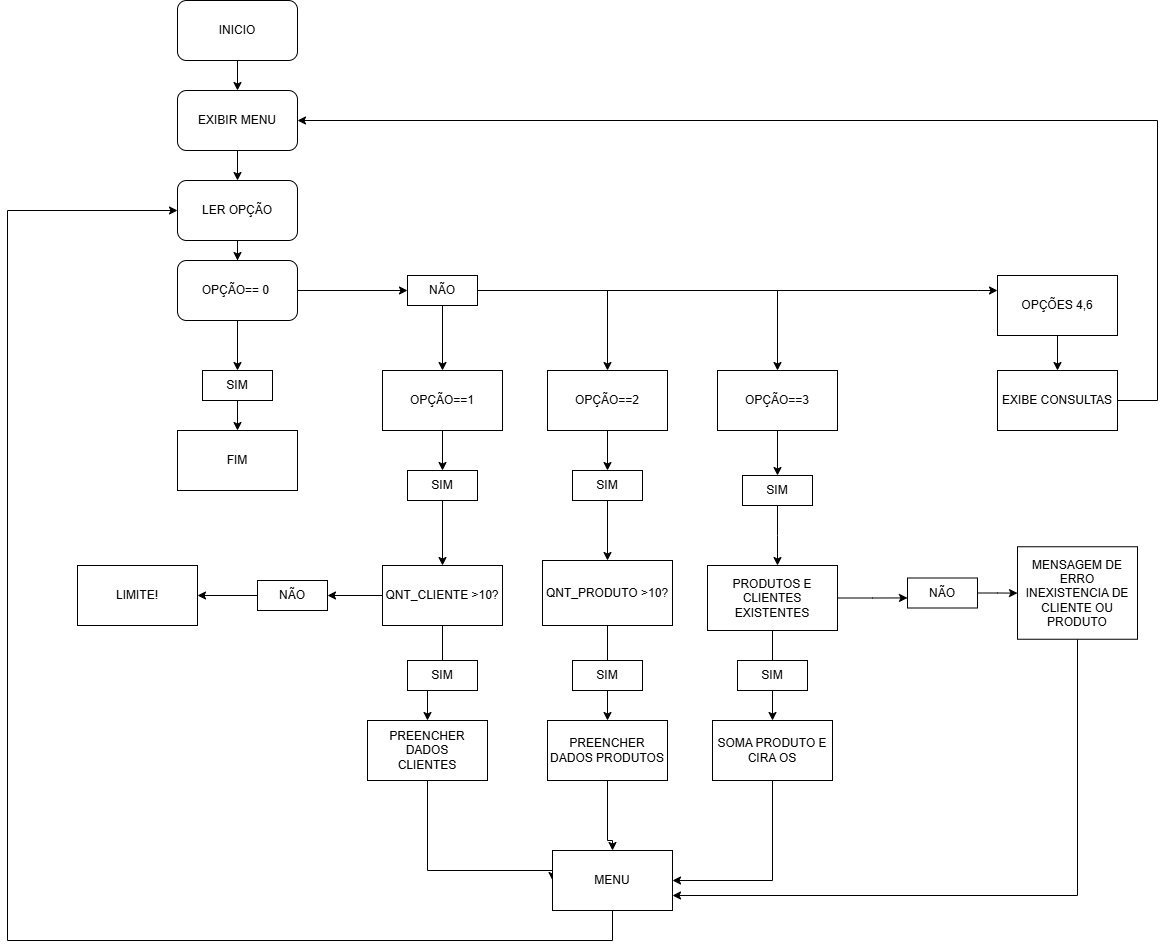 INICIO
EXIBIR MENU
LER OPÇÃO
OPÇÃO== 0
NÃO
OPÇÕES 4,6
SIM
OPÇÃO==1
OPÇÃO==2
OPÇÃO==3
EXIBE CONSULTAS
FIM
SIM
SIM
SIM
LIMITE!
NÃO
QNT_CLIENTE >10?
QNT_PRODUTO >10?
PRODUTOS E
CLIENTES
EXISTENTES
NÃO
MENSAGEM DE
ERRO
INEXISTENCIA DE
CLIENTE OU
PRODUTO
SIM
SIM
SIM
PREENCHER
DADOS
CLIENTES
PREENCHER
DADOS PRODUTOS
SOMA PRODUTO E
CIRA OS
MENU